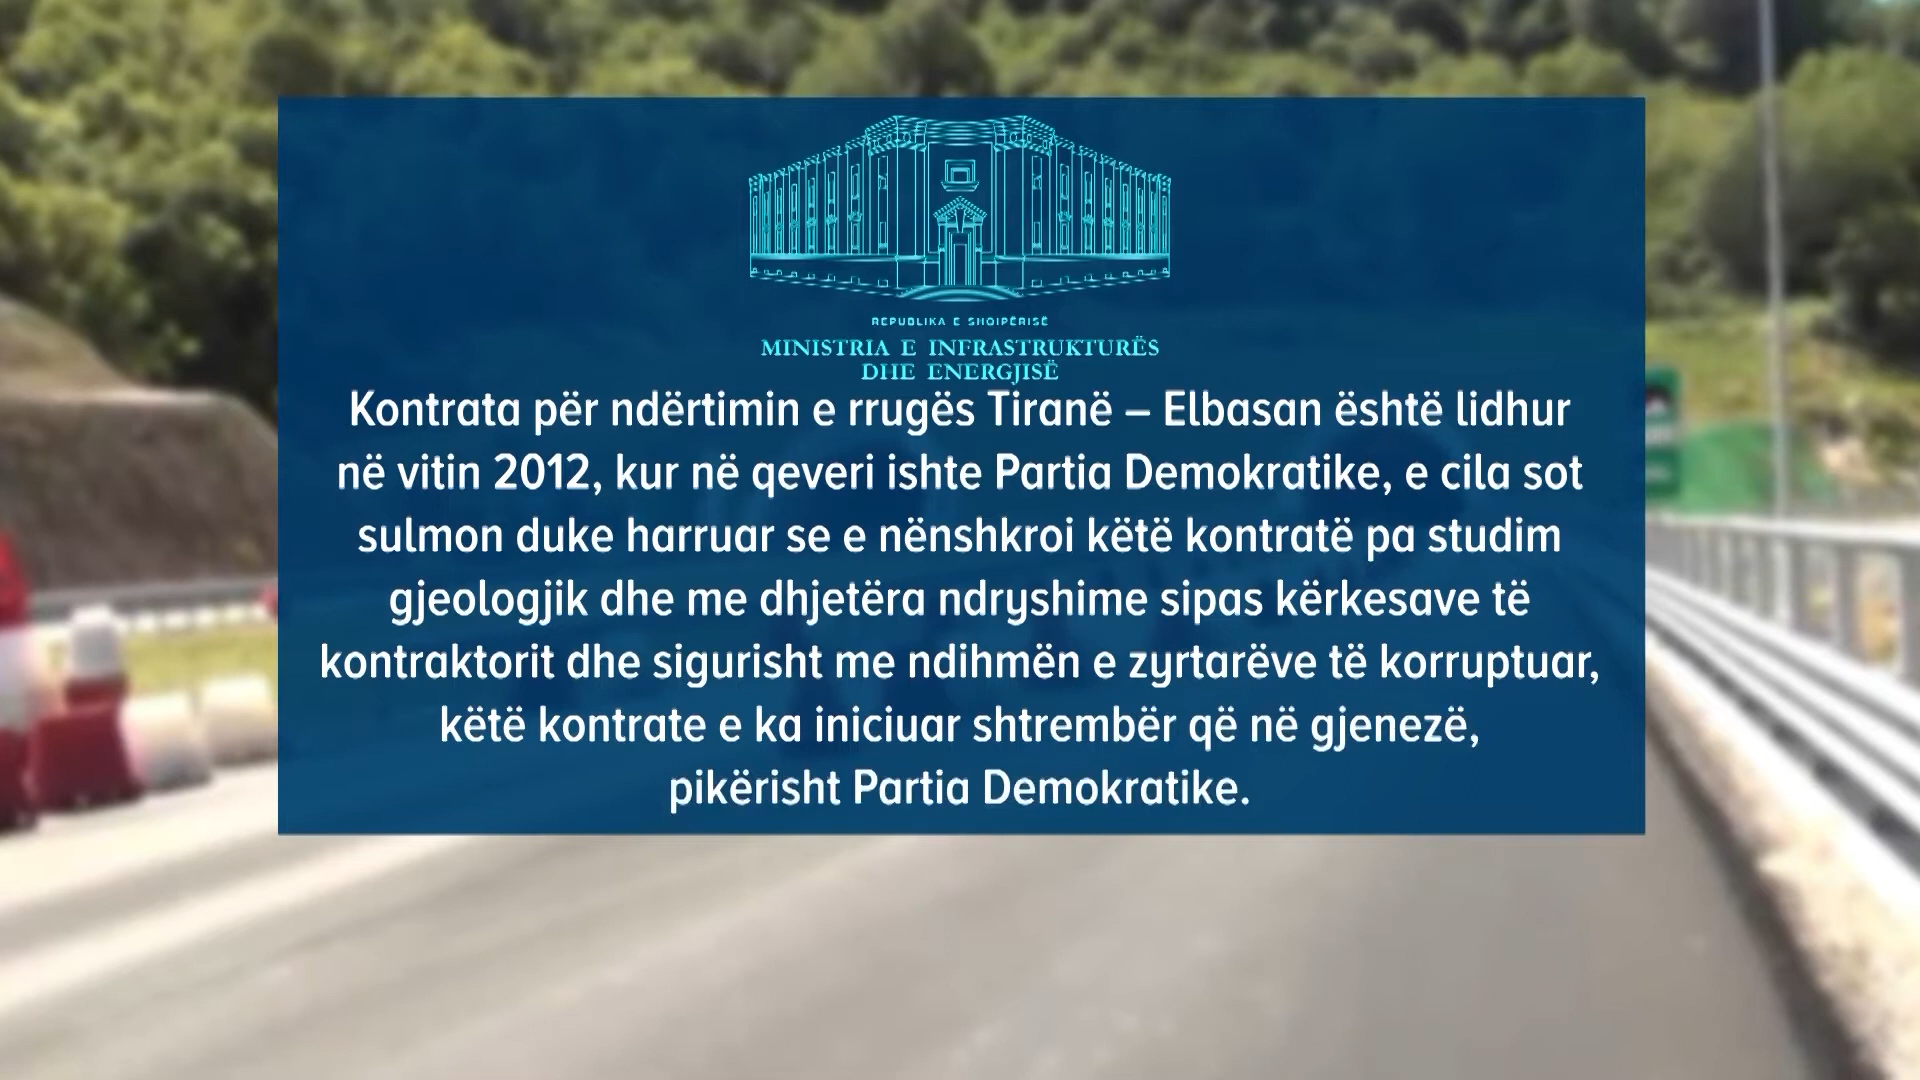 REPUBLIKA E SHQIPËRISË
MINISTRIA E INFRASTRUKTURËS
DHE ENERGJISË
Kontrata për ndërtimin e rrugës Tiranë – Elbasan është lidhur
në vitin 2012, kur në qeveri ishte Partia Demokratike, e cila sot
sulmon duke harruar se e nënshkroi këtë kontratë pa studim
gjeologjik dhe me dhjetëra ndryshime sipas kërkesave të
kontraktorit dhe sigurisht me ndihmën e zyrtarëve të korruptuar,
këtë kontrate e ka iniciuar shtrembër që në gjenezë,
pikërisht Partia Demokratike.